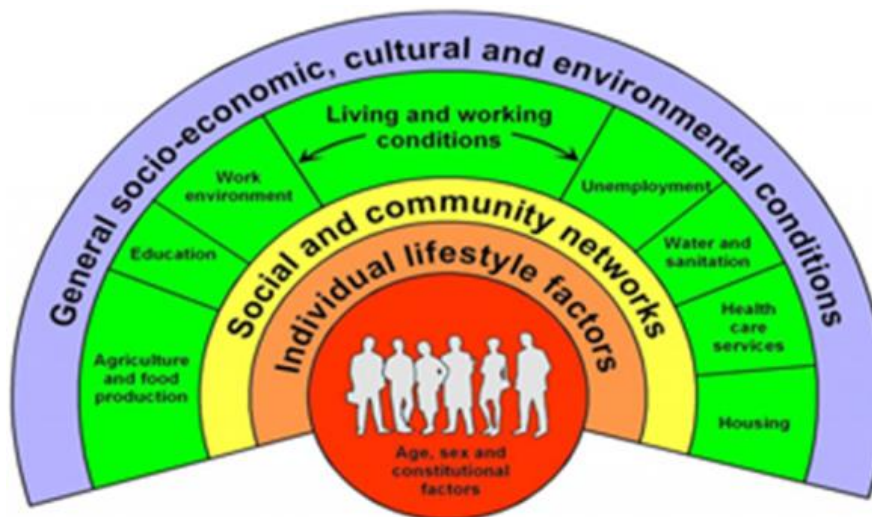 General socio-economic, cultural and environmental conditions
Living and working
conditions
Agriculture
and food
production
Education
Work
environment
Unemployment
Water and
sanitation
Health
care
services
Housing
Social and community networks
Individual lifestyle factors
Age, sex and
constitutional
factors